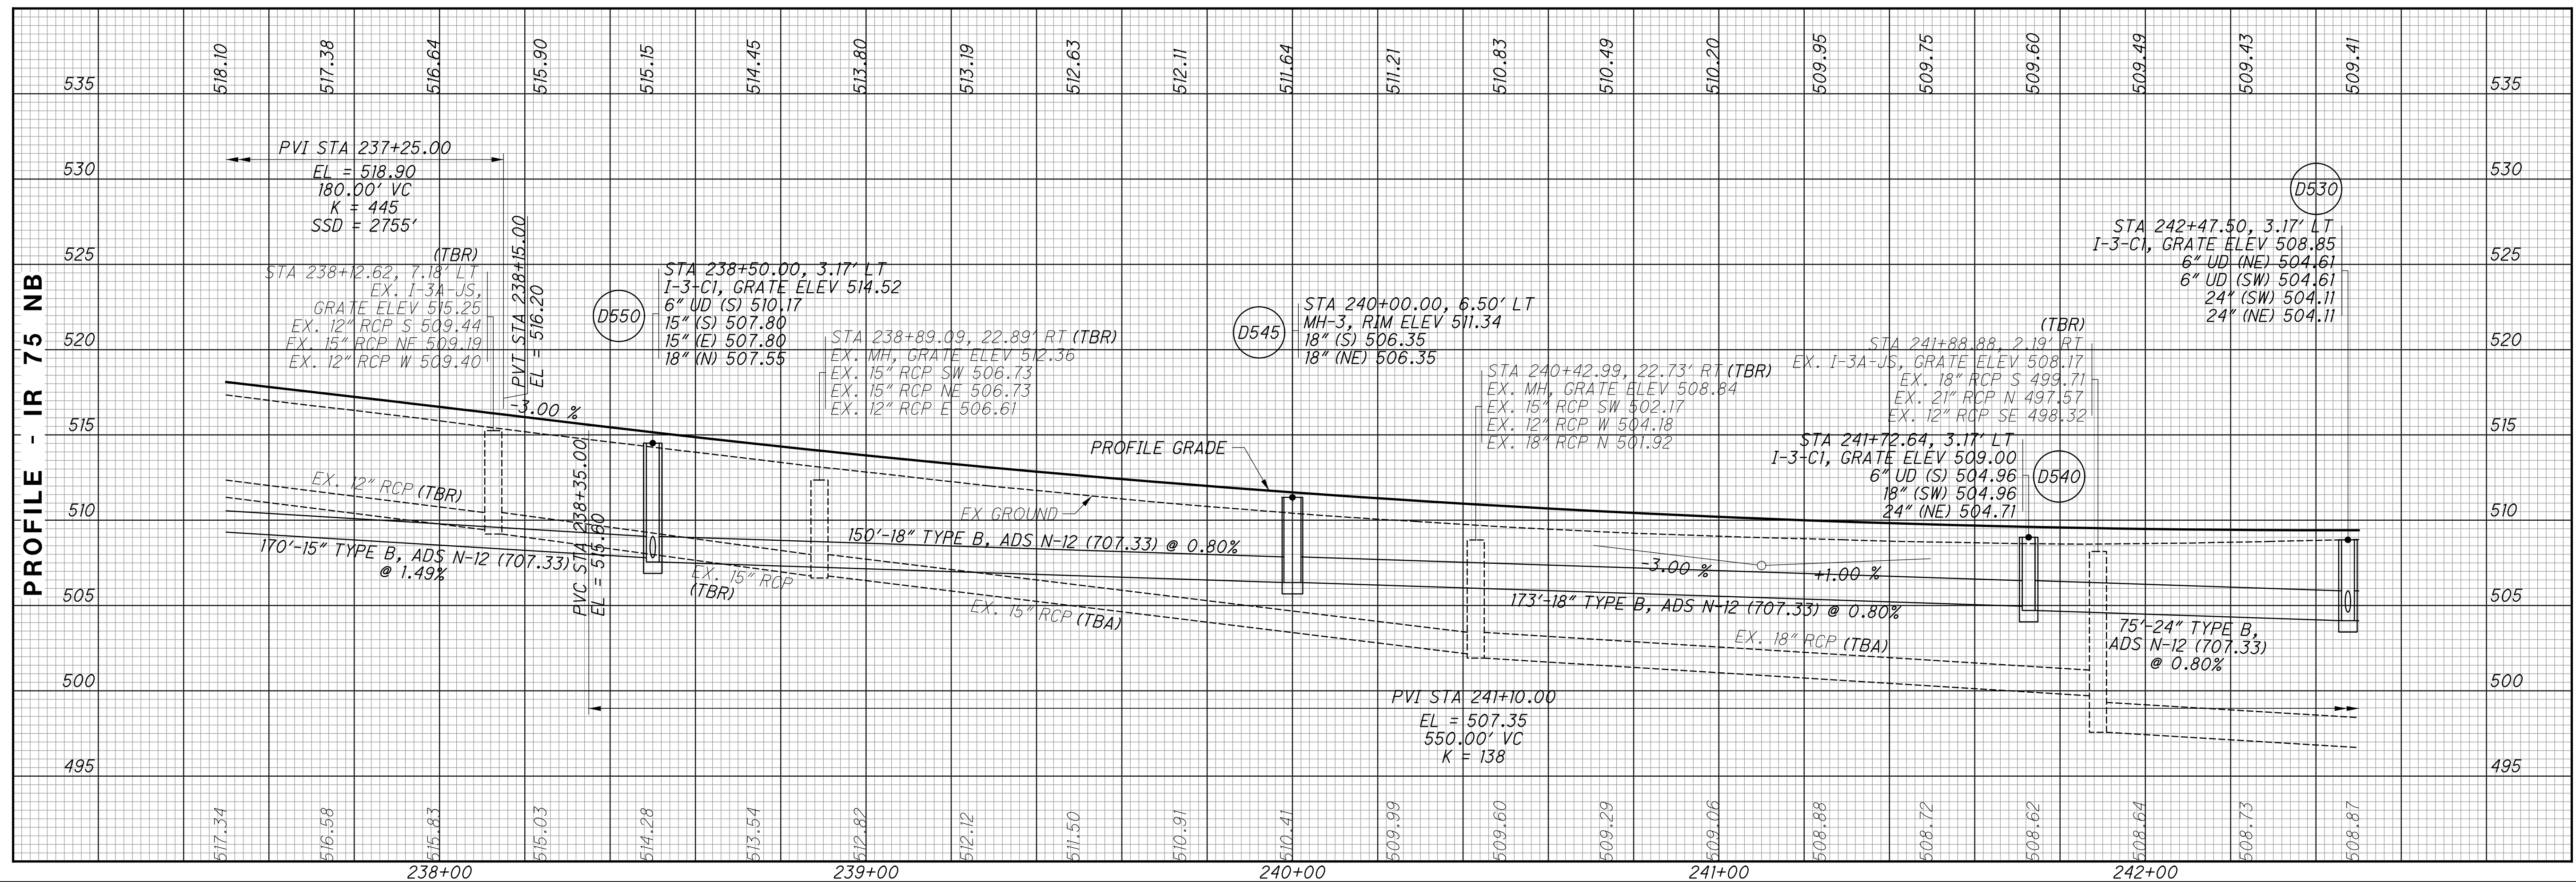 PROFILE - IR 75 NB
518.10
517.38
516.64
515.90
515.15
514.45
513.80
513.19
512.63
512.11
511.64
511.21
510.83
510.49
510.20
509.95
509.75
509.60
509.49
509.43
509.41
535
530
525
520
515
510
505
500
495
535
530
525
520
515
510
505
500
495
PVI STA 237+25.00
EL = 518.90
180.00' VC
K = 445
SSD = 2755'
(TBR)
STA 238+12.62, 7.18' LT
EX. I-3A-JS,
GRATE ELEV 515.25
EX. 12" RCP S 509.44
EX. 15" RCP NE 509.19
EX. 12" RCP W 509.40
PVT STA 238+15.00
EL = 516.20
-3.00 %
D550
STA 238+50.00, 3.17' LT
I-3-C1, GRATE ELEV 514.52
6" UD (S) 510.17
15" (S) 507.80
15" (E) 507.80
18" (N) 507.55
STA 238+89.09, 22.89' RT (TBR)
EX. MH, GRATE ELEV 512.36
EX. 15" RCP SW 506.73
EX. 15" RCP NE 506.73
EX. 12" RCP E 506.61
D545
STA 240+00.00, 6.50' LT
MH-3, RIM ELEV 511.34
18" (S) 506.35
18" (NE) 506.35
STA 240+42.99, 22.73' RT (TBR)
EX. MH, GRATE ELEV 508.84
EX. 15" RCP SW 502.17
EX. 12" RCP W 504.18
EX. 18" RCP N 501.92
D530
STA 242+47.50, 3.17' LT
I-3-C1, GRATE ELEV 508.85
6" UD (NE) 504.61
6" UD (SW) 504.61
24" (SW) 504.11
24" (NE) 504.11
(TBR)
STA 241+88.88, 2.19' RT
EX. I-3A-JS, GRATE ELEV 508.17
EX. 18" RCP S 499.71
EX. 21" RCP N 497.57
EX. 12" RCP SE 498.32
STA 241+72.64, 3.17' LT
I-3-C1, GRATE ELEV 509.00
6" UD (S) 504.96
18" (SW) 504.96
24" (NE) 504.71
D540
PROFILE GRADE
EX GROUND
EX. 12" RCP (TBR)
170'-15" TYPE B, ADS N-12 (707.33)
@ 1.49%
PVC STA 238+35.00
EL = 515.60
EX. 15" RCP
(TBR)
150'-18" TYPE B, ADS N-12 (707.33) @ 0.80%
EX. 15" RCP (TBA)
-3.00 %
+1.00 %
173'-18" TYPE B, ADS N-12 (707.33) @ 0.80%
EX. 18" RCP (TBA)
75'-24" TYPE B,
ADS N-12 (707.33)
@ 0.80%
PVI STA 241+10.00
EL = 507.35
550.00' VC
K = 138
517.34
516.58
515.83
515.03
514.28
513.54
512.82
512.12
511.50
510.91
510.41
509.99
509.60
509.29
509.06
508.88
508.72
508.62
508.64
508.73
508.87
238+00
239+00
240+00
241+00
242+00